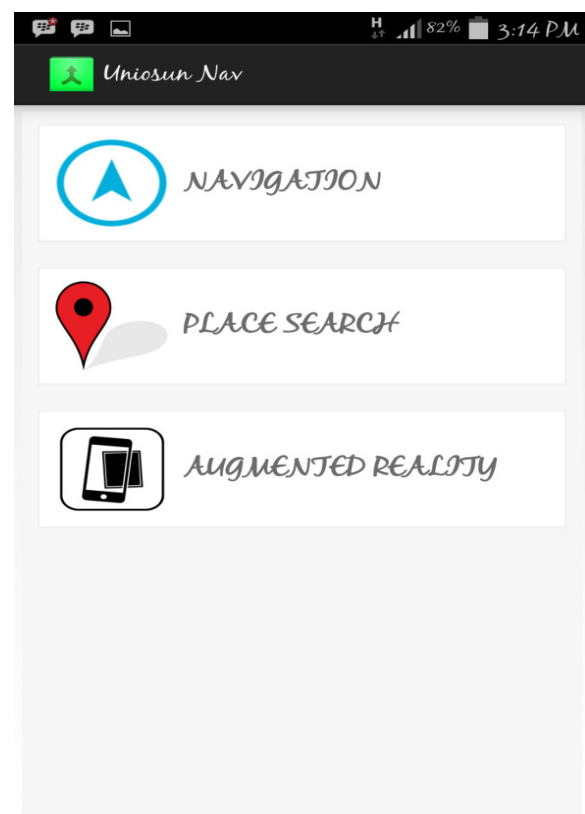 H 82% 3:14 PM
Uniosun Nav
NAVIGATION
PLACE SEARCH
AUGMENTED REALITY